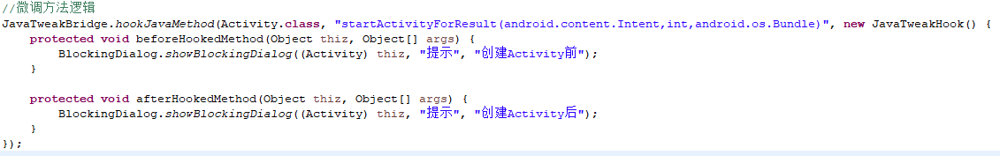 //微调方法逻辑
JavaTweakBridge.hookJavaMethod(Activity.class, "startActivityForResult(android.content.Intent,int,android.os.Bundle)", new JavaTweakHook() {
    protected void beforeHookedMethod(Object thiz, Object[] args) {
        BlockingDialog.showBlockingDialog((Activity) thiz, "提示", "创建Activity前");
    }

    protected void afterHookedMethod(Object thiz, Object[] args) {
        BlockingDialog.showBlockingDialog((Activity) thiz, "提示", "创建Activity后");
    }
});